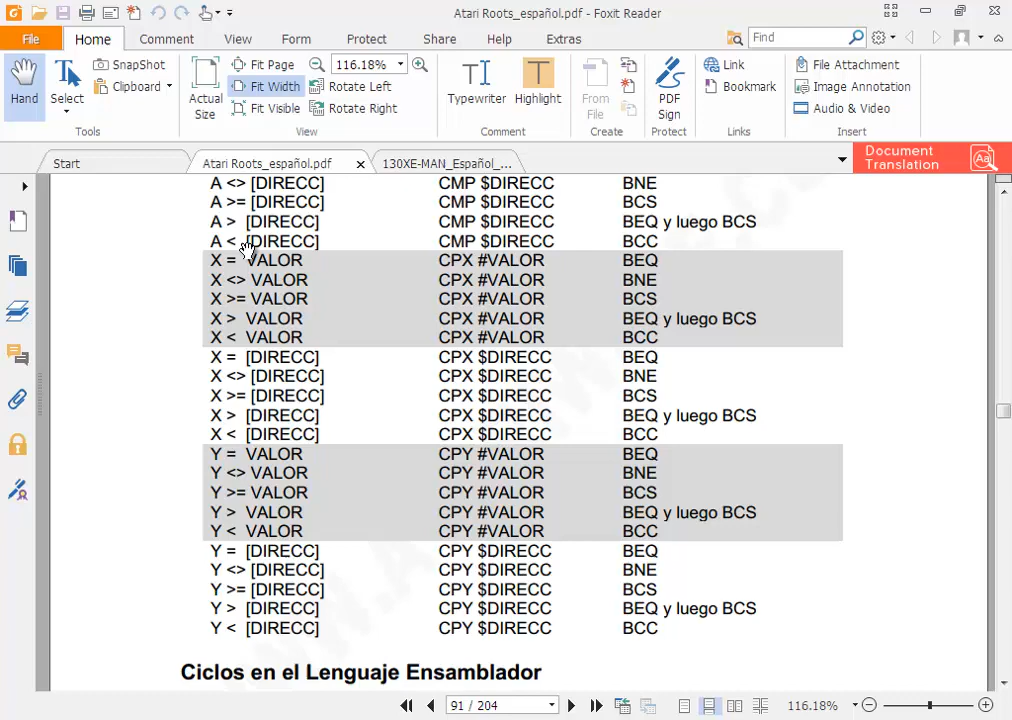 Atari Roots_español.pdf - Foxit Reader
File Home Comment View Form Protect Share Help Extras Find
Hand Select SnapShot Clipboard
Tools
Actual Size Fit Page Fit Width Fit Visible 116.18% Rotate Left Rotate Right
View
Typewriter Highlight
Comment
From File
Create
PDF Sign
Protect
Link Bookmark
Links
File Attachment Image Annotation Audio & Video
Insert
Start Atari Roots_español.pdf 130XE-MAN_Español_...
Document Translation
A <> [DIRECC] CMP $DIRECC BNE
A >= [DIRECC] CMP $DIRECC BCS
A > [DIRECC] CMP $DIRECC BEQ y luego BCS
A < [DIRECC] CMP $DIRECC BCC
X = VALOR CPX #VALOR BEQ
X <> VALOR CPX #VALOR BNE
X >= VALOR CPX #VALOR BCS
X > VALOR CPX #VALOR BEQ y luego BCS
X < VALOR CPX #VALOR BCC
X = [DIRECC] CPX $DIRECC BEQ
X <> [DIRECC] CPX $DIRECC BNE
X >= [DIRECC] CPX $DIRECC BCS
X > [DIRECC] CPX $DIRECC BEQ y luego BCS
X < [DIRECC] CPX $DIRECC BCC
Y = VALOR CPY #VALOR BEQ
Y <> VALOR CPY #VALOR BNE
Y >= VALOR CPY #VALOR BCS
Y > VALOR CPY #VALOR BEQ y luego BCS
Y < VALOR CPY #VALOR BCC
Y = [DIRECC] CPY $DIRECC BEQ
Y <> [DIRECC] CPY $DIRECC BNE
Y >= [DIRECC] CPY $DIRECC BCS
Y > [DIRECC] CPY $DIRECC BEQ y luego BCS
Y < [DIRECC] CPY $DIRECC BCC
Ciclos en el Lenguaje Ensamblador
91 / 204 116.18%